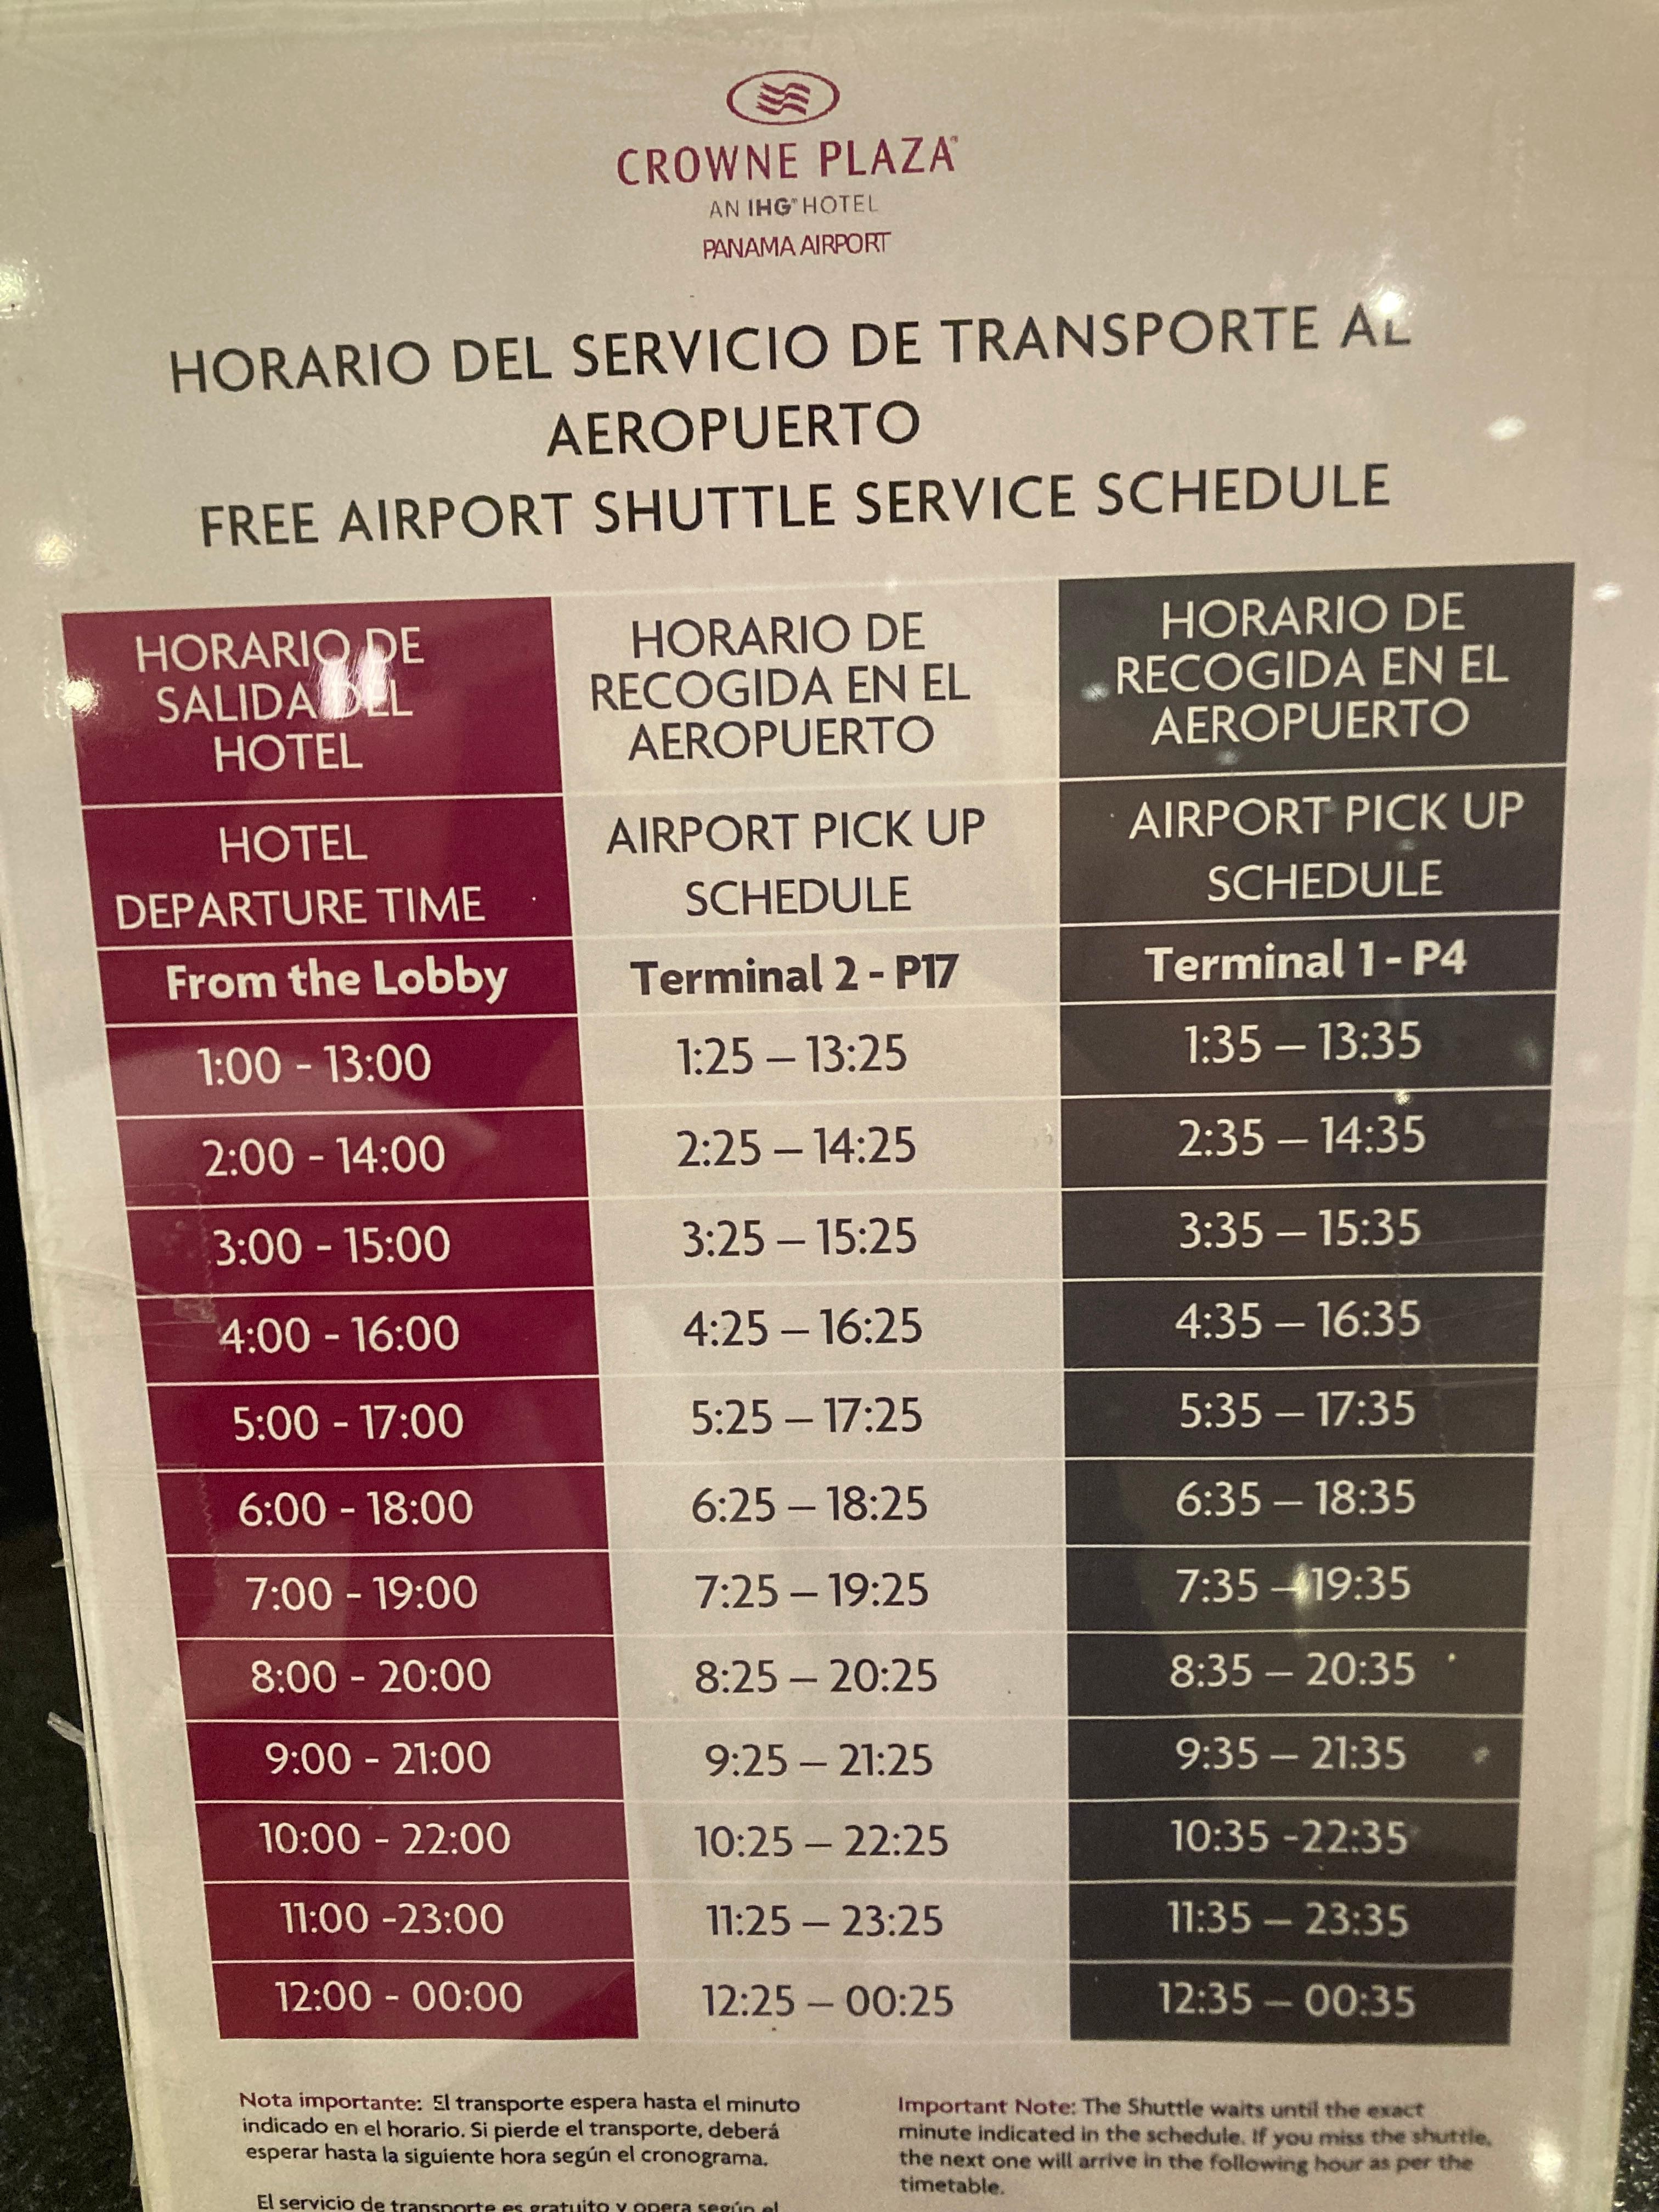 CROWNE PLAZA
AN IHG® HOTEL
PANAMA AIRPORT
HORARIO DEL SERVICIO DE TRANSPORTE AL
AEROPUERTO
FREE AIRPORT SHUTTLE SERVICE SCHEDULE
HORARIO DE
SALIDA DEL
HOTEL
HORARIO DE
RECOGIDA EN EL
AEROPUERTO
HORARIO DE
RECOGIDA EN EL
AEROPUERTO
HOTEL
DEPARTURE TIME
AIRPORT PICK UP
SCHEDULE
AIRPORT PICK UP
SCHEDULE
From the Lobby
Terminal 2 - P17
Terminal 1 - P4
1:00 - 13:00
1:25 – 13:25
1:35 – 13:35
2:00 - 14:00
2:25 – 14:25
2:35 – 14:35
3:00 - 15:00
3:25 – 15:25
3:35 – 15:35
4:00 - 16:00
4:25 – 16:25
4:35 – 16:35
5:00 - 17:00
5:25 – 17:25
5:35 – 17:35
6:00 - 18:00
6:25 – 18:25
6:35 – 18:35
7:00 - 19:00
7:25 – 19:25
7:35 – 19:35
8:00 - 20:00
8:25 – 20:25
8:35 – 20:35
9:00 - 21:00
9:25 – 21:25
9:35 – 21:35
10:00 - 22:00
10:25 – 22:25
10:35 -22:35
11:00 -23:00
11:25 – 23:25
11:35 – 23:35
12:00 - 00:00
12:25 – 00:25
12:35 – 00:35
Nota importante: El transporte espera hasta el minuto
indicado en el horario. Si pierde el transporte, deberá
esperar hasta la siguiente hora según el cronograma.
El servicio de transporte es gratuito y opera según el
Important Note: The Shuttle waits until the exact
minute indicated in the schedule. If you miss the shuttle,
the next one will arrive in the following hour as per the
timetable.